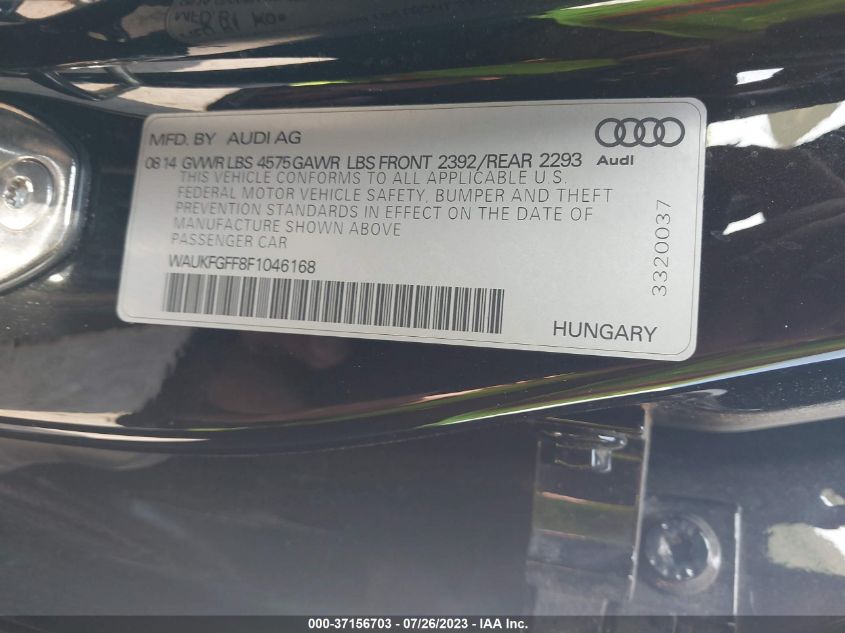 MFD. BY AUDI AG
0814 GVWR LBS 4575 GAWR LBS FRONT 2392/REAR 2293
THIS VEHICLE CONFORMS TO ALL APPLICABLE U.S.
FEDERAL MOTOR VEHICLE SAFETY, BUMPER AND THEFT
PREVENTION STANDARDS IN EFFECT ON THE DATE OF
MANUFACTURE SHOWN ABOVE
PASSENGER CAR
WAUKFGFF8F1046168
Audi
3320037
HUNGARY
000-37156703 - 07/26/2023 - IAA Inc.